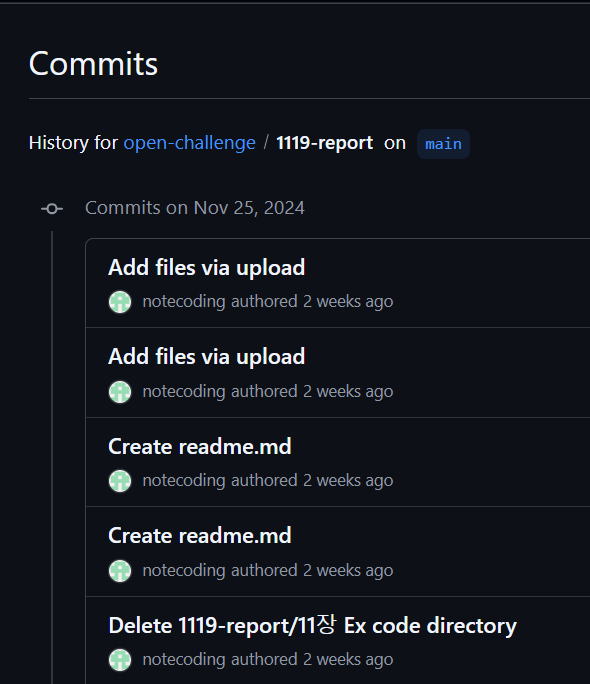 Commits
History for open-challenge / 1119-report on main
Commits on Nov 25, 2024
Add files via upload
notecoding authored 2 weeks ago
Add files via upload
notecoding authored 2 weeks ago
Create readme.md
notecoding authored 2 weeks ago
Create readme.md
notecoding authored 2 weeks ago
Delete 1119-report/11장 Ex code directory
notecoding authored 2 weeks ago